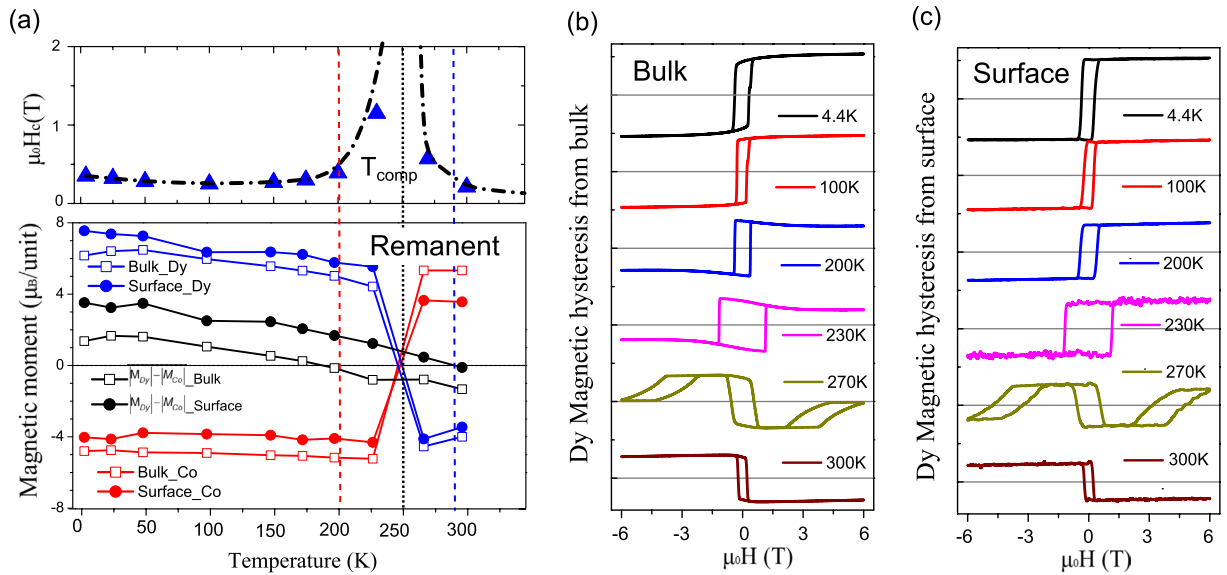 (a)
2
1
0
μ₀Hc(T)
Tcomp
8
4
0
-4
-8
Magnetic moment (μB/unit)
Remanent
Bulk_Dy
Surface_Dy
|MDy|−|MCo|_Bulk
|MDy|−|MCo|_Surface
Bulk_Co
Surface_Co
0 50 100 150 200 250 300
Temperature (K)
(b)
Dy Magnetic hysteresis from bulk
Bulk
4.4K
100K
200K
230K
270K
300K
-6 -3 0 3 6
μ₀H (T)
(c)
Dy Magnetic hysteresis from surface
Surface
4.4K
100K
200K
230K
270K
300K
-6 -3 0 3 6
μ₀H (T)